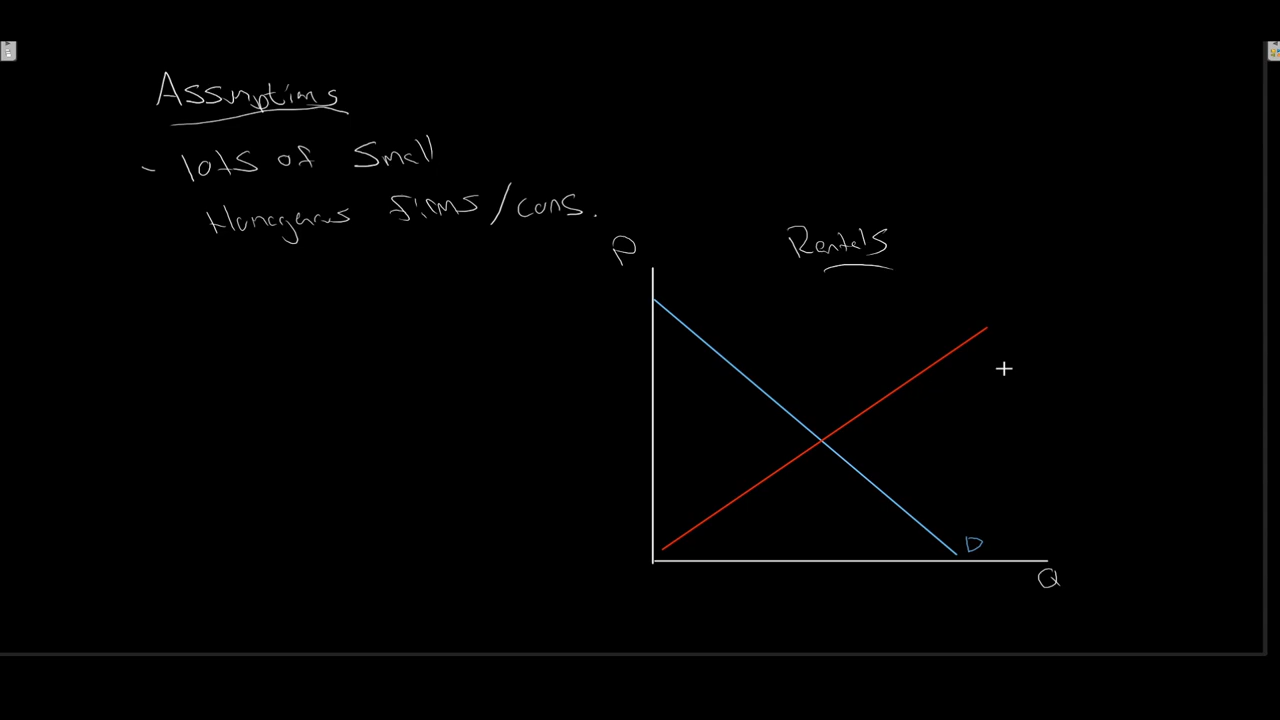 Assumptions
- lots of small
Homogenous firms/cons.
P
Rentals
D
Q